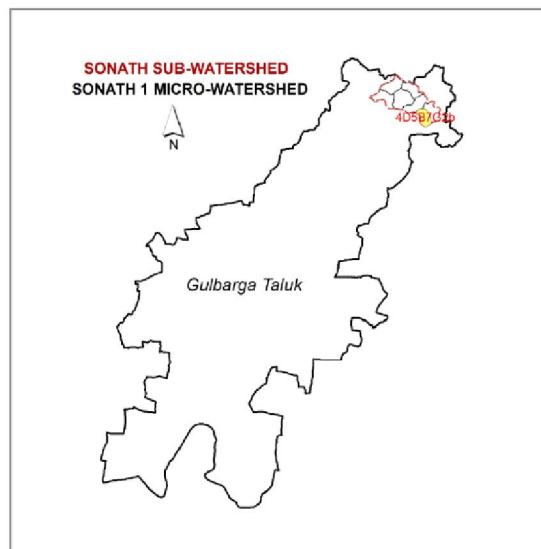 SONATH SUB-WATERSHED
SONATH 1 MICRO-WATERSHED
N
Gulbarga Taluk